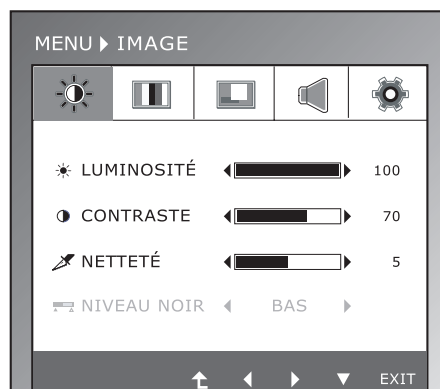 MENU ▶ IMAGE
LUMINOSITÉ 100
CONTRASTE 70
NETTETÉ 5
NIVEAU NOIR BAS
EXIT